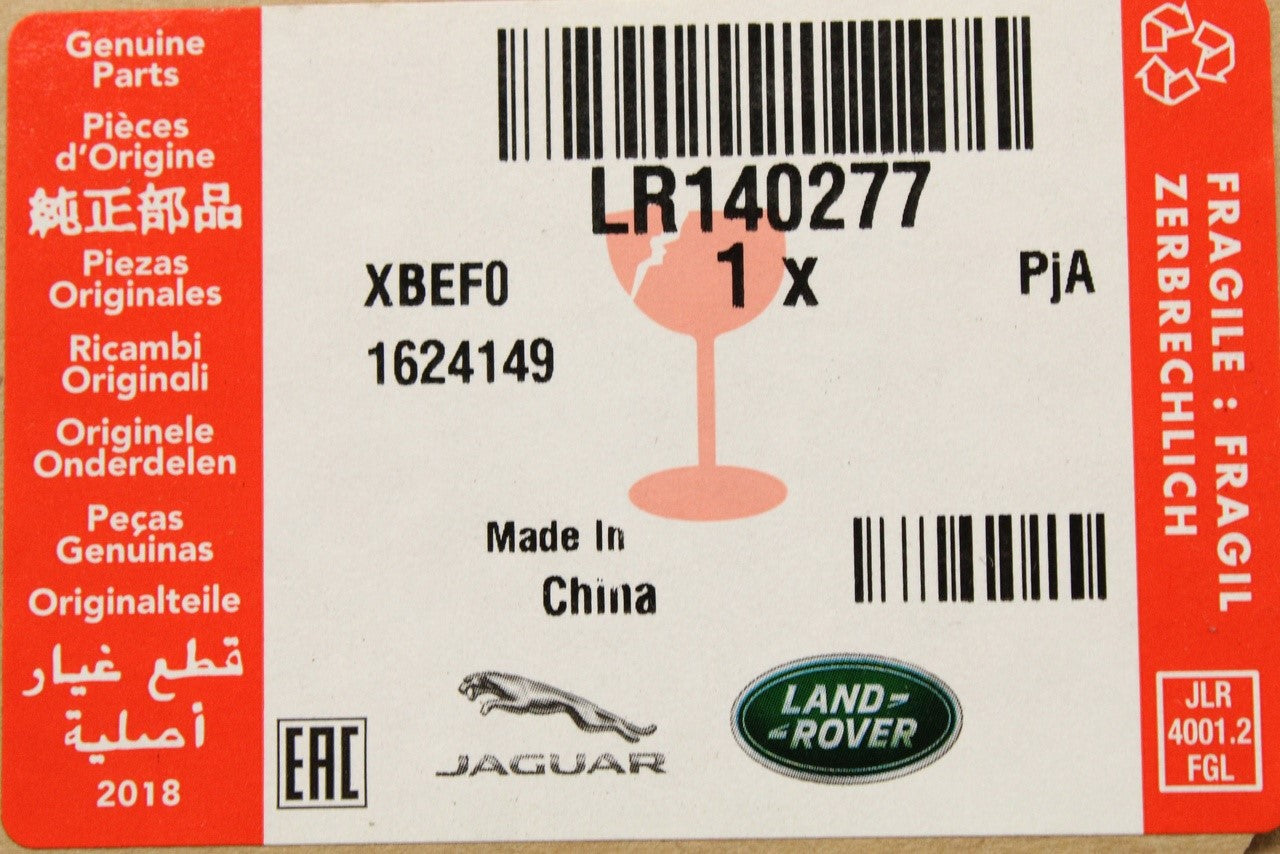 Genuine
Parts
Pièces
d'Origine
純正部品
Piezas
Originales
Ricambi
Originali
Originele
Onderdelen
Peças
Genuinas
Originalteile
قطع غيار
أصلية
2018
LR140277
XBEF0
1 x
PjA
1624149
Made In
China
EAC
JAGUAR
LAND
ROVER
FRAGILE : FRAGIL
ZERBRECHLICH
JLR
4001.2
FGL